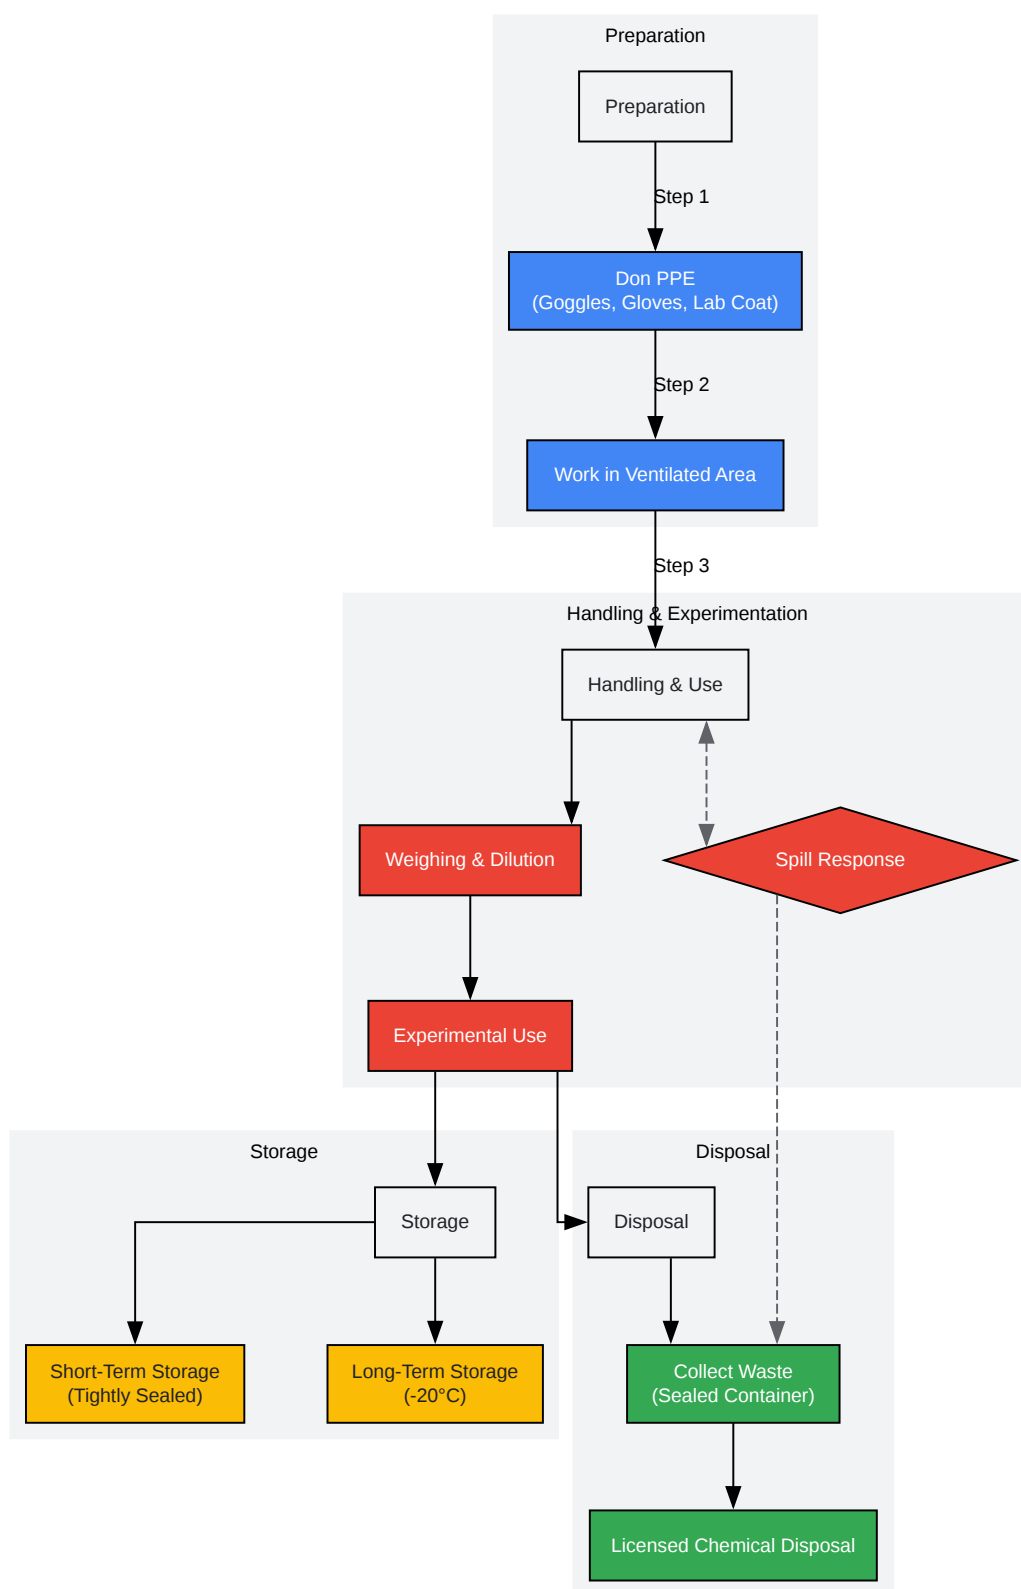 Preparation
Preparation
Step 1
Don PPE
(Goggles, Gloves, Lab Coat)
Step 2
Work in Ventilated Area
Step 3
Handling & Experimentation
Handling & Use
Weighing & Dilution
Spill Response
Experimental Use
Storage
Storage
Short-Term Storage
(Tightly Sealed)
Long-Term Storage
(-20°C)
Disposal
Disposal
Collect Waste
(Sealed Container)
Licensed Chemical Disposal